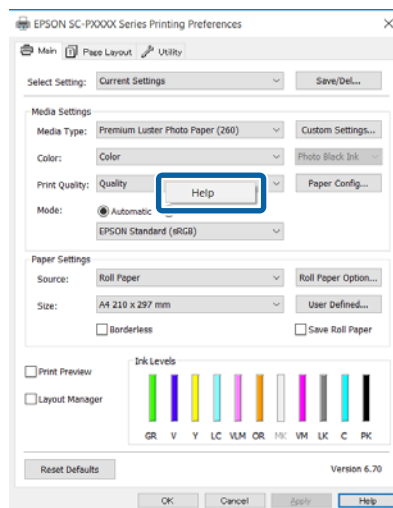 EPSON SC-PXXXX Series Printing Preferences
Main Page Layout Utility
Select Setting: Current Settings Save/Del...
Media Settings
Media Type: Premium Luster Photo Paper (260) Custom Settings...
Color: Color Photo Black Ink
Print Quality: Quality Help Paper Config...
Mode: Automatic
EPSON Standard (sRGB)
Paper Settings
Source: Roll Paper Roll Paper Option...
Size: A4 210 x 297 mm User Defined...
Borderless Save Roll Paper
Print Preview
Layout Manager
Ink Levels
GR V Y LC VLM OR MK VM LK C PK
Reset Defaults Version 6.70
OK Cancel Apply Help